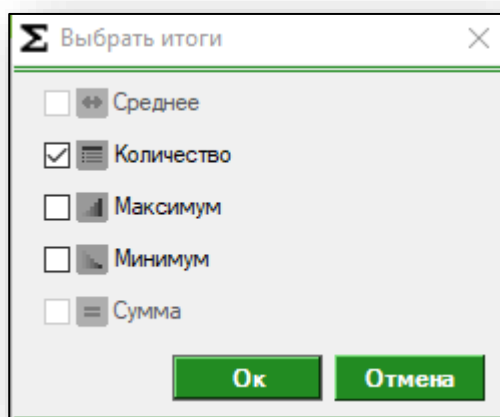 Σ Выбрать итоги
Среднее
Количество
Максимум
Минимум
Сумма
Ок Отмена